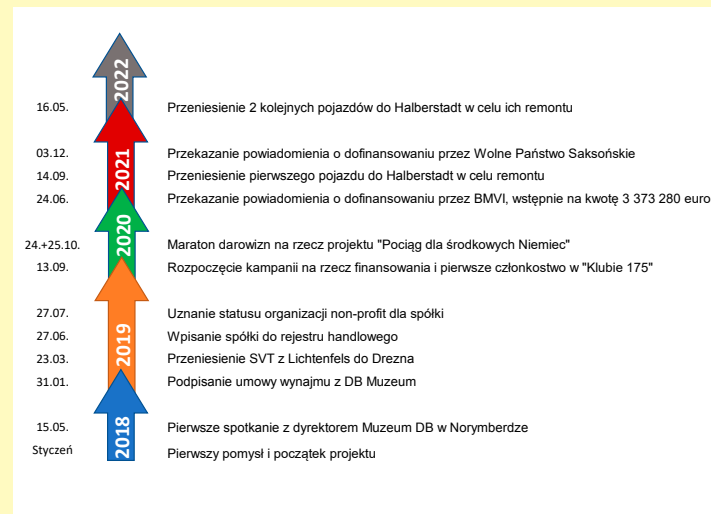 2022
16.05. Przeniesienie 2 kolejnych pojazdów do Halberstadt w celu ich remontu
2021
03.12. Przekazanie powiadomienia o dofinansowaniu przez Wolne Państwo Saksońskie
14.09. Przeniesienie pierwszego pojazdu do Halberstadt w celu remontu
24.06. Przekazanie powiadomienia o dofinansowaniu przez BMVI, wstępnie na kwotę 3 373 280 euro
2020
24.+25.10. Maraton darowizn na rzecz projektu "Pociąg dla środkowych Niemiec"
13.09. Rozpoczęcie kampanii na rzecz finansowania i pierwsze członkostwo w "Klubie 175"
2019
27.07. Uznanie statusu organizacji non-profit dla spółki
27.06. Wpisanie spółki do rejestru handlowego
23.03. Przeniesienie SVT z Lichtenfels do Drezna
31.01. Podpisanie umowy wynajmu z DB Muzeum
2018
15.05. Pierwsze spotkanie z dyrektorem Muzeum DB w Norymberdze
Styczeń Pierwszy pomysł i początek projektu